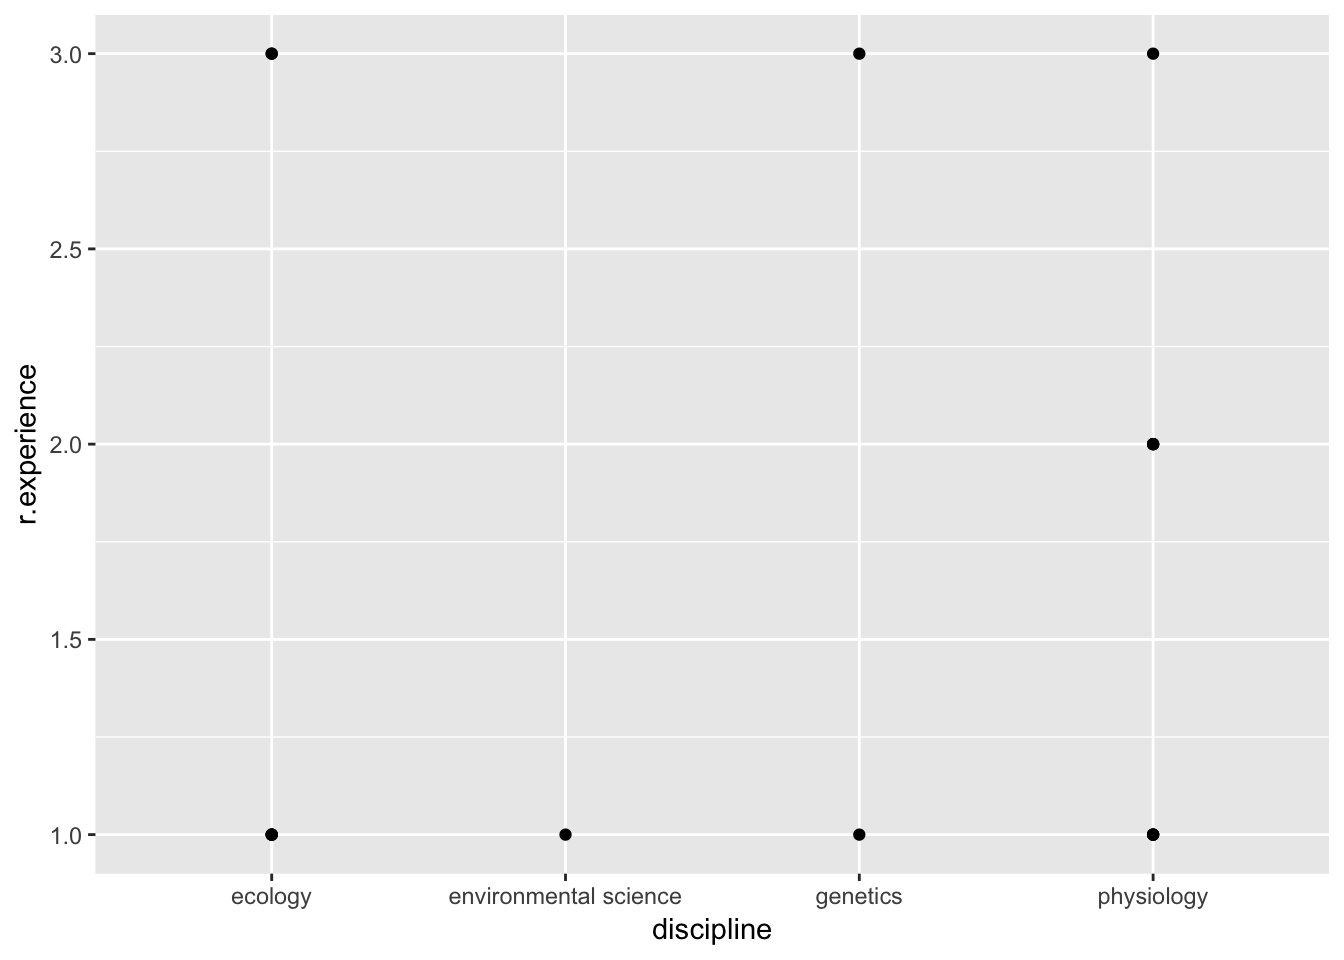 3.0
2.5
2.0
1.5
1.0
r.experience
ecology
environmental science
genetics
physiology
discipline